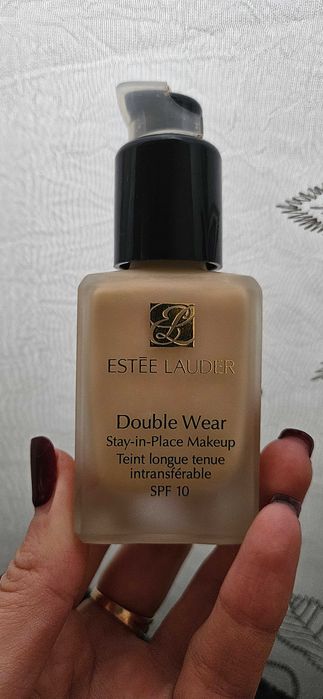 ESTĒE LAUDER
Double Wear
Stay-in-Place Makeup
Teint longue tenue
intransférable
SPF 10